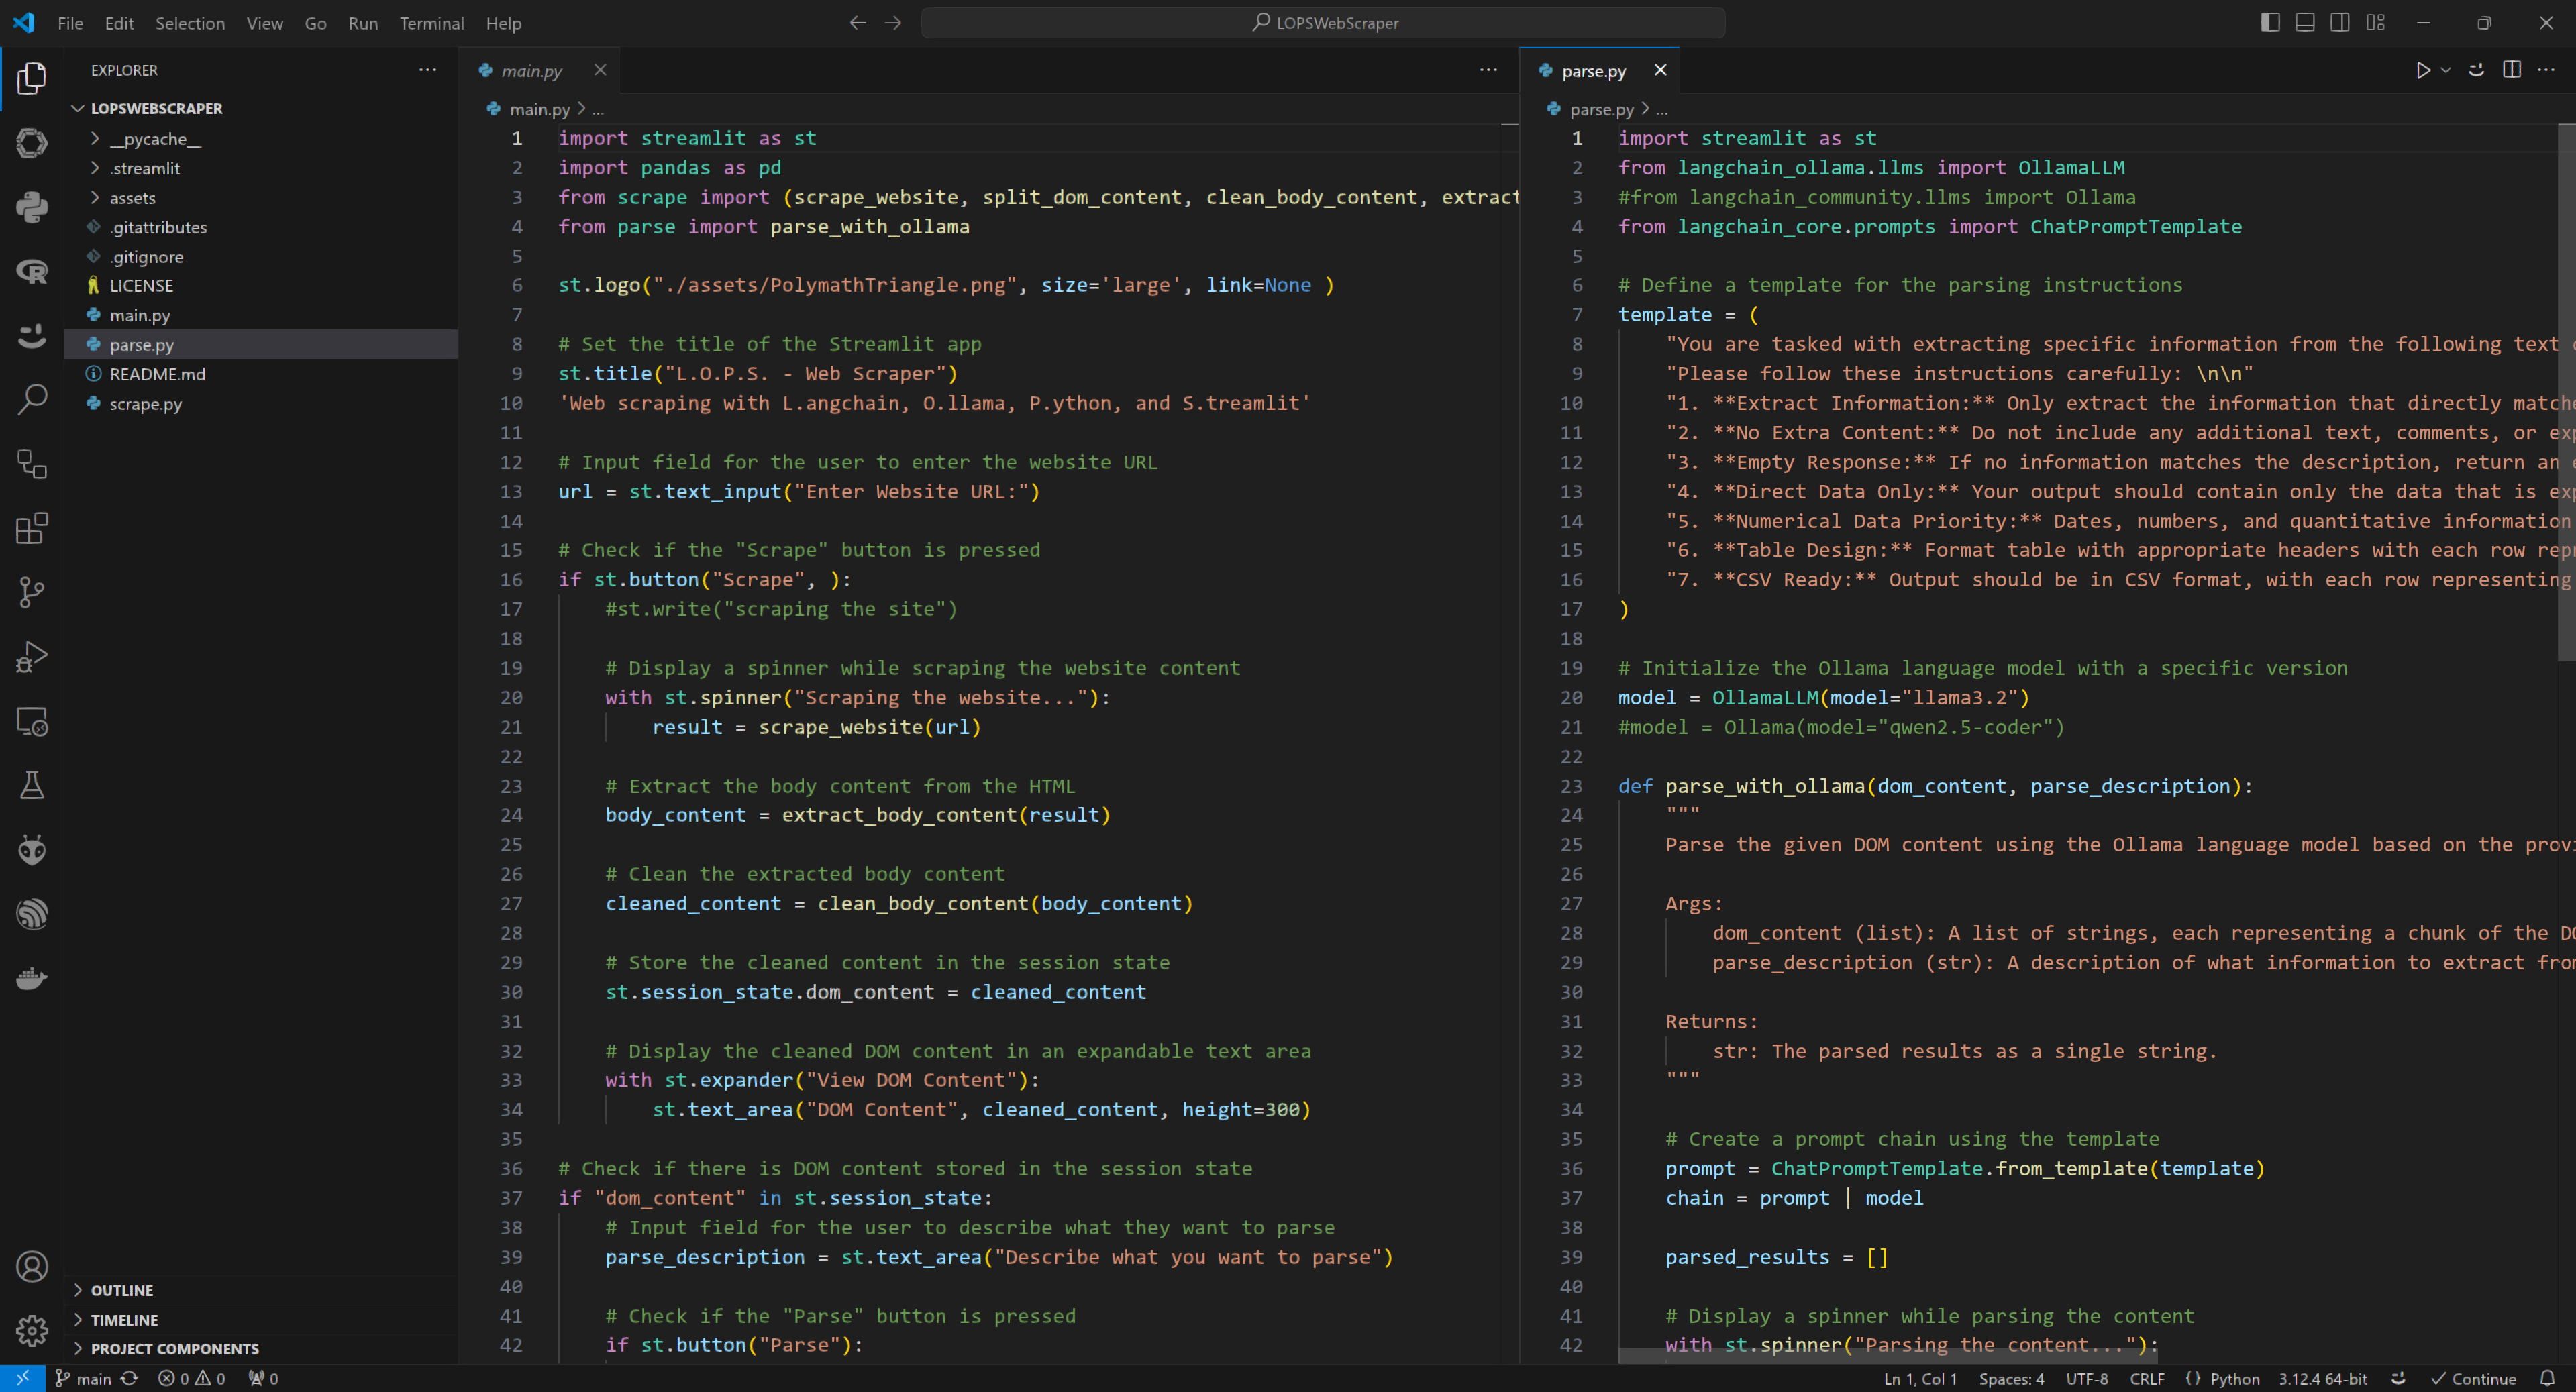 File Edit Selection View Go Run Terminal Help
LOPSWebScraper
EXPLORER
LOPSWEBSCRAPER
__pycache__
.streamlit
assets
.gitattributes
.gitignore
LICENSE
main.py
parse.py
README.md
scrape.py
OUTLINE
TIMELINE
PROJECT COMPONENTS
main.py
main.py > ...
1 import streamlit as st
2 import pandas as pd
3 from scrape import (scrape_website, split_dom_content, clean_body_content, extract
4 from parse import parse_with_ollama
5
6 st.logo("./assets/PolymathTriangle.png", size='large', link=None )
7
8 # Set the title of the Streamlit app
9 st.title("L.O.P.S. - Web Scraper")
10 'Web scraping with L.angchain, O.llama, P.ython, and S.treamlit'
11
12 # Input field for the user to enter the website URL
13 url = st.text_input("Enter Website URL:")
14
15 # Check if the "Scrape" button is pressed
16 if st.button("Scrape", ):
17 #st.write("scraping the site")
18
19 # Display a spinner while scraping the website content
20 with st.spinner("Scraping the website..."):
21 result = scrape_website(url)
22
23 # Extract the body content from the HTML
24 body_content = extract_body_content(result)
25
26 # Clean the extracted body content
27 cleaned_content = clean_body_content(body_content)
28
29 # Store the cleaned content in the session state
30 st.session_state.dom_content = cleaned_content
31
32 # Display the cleaned DOM content in an expandable text area
33 with st.expander("View DOM Content"):
34 st.text_area("DOM Content", cleaned_content, height=300)
35
36 # Check if there is DOM content stored in the session state
37 if "dom_content" in st.session_state:
38 # Input field for the user to describe what they want to parse
39 parse_description = st.text_area("Describe what you want to parse")
40
41 # Check if the "Parse" button is pressed
42 if st.button("Parse"):
parse.py
parse.py > ...
1 import streamlit as st
2 from langchain_ollama.llms import OllamaLLM
3 #from langchain_community.llms import Ollama
4 from langchain_core.prompts import ChatPromptTemplate
5
6 # Define a template for the parsing instructions
7 template = (
8 "You are tasked with extracting specific information from the following text
9 "Please follow these instructions carefully: \n\n"
10 "1. **Extract Information:** Only extract the information that directly
11 "2. **No Extra Content:** Do not include any additional text, comments, or
12 "3. **Empty Response:** If no information matches the description, return an
13 "4. **Direct Data Only:** Your output should contain only the data that is
14 "5. **Numerical Data Priority:** Dates, numbers, and quantitative information
15 "6. **Table Design:** Format table with appropriate headers with each row
16 "7. **CSV Ready:** Output should be in CSV format, with each row representing
17 )
18
19 # Initialize the Ollama language model with a specific version
20 model = OllamaLLM(model="llama3.2")
21 #model = Ollama(model="qwen2.5-coder")
22
23 def parse_with_ollama(dom_content, parse_description):
24 """
25 Parse the given DOM content using the Ollama language model based on the
26
27 Args:
28 dom_content (list): A list of strings, each representing a chunk of the
29 parse_description (str): A description of what information to extract
30
31 Returns:
32 str: The parsed results as a single string.
33 """
34
35 # Create a prompt chain using the template
36 prompt = ChatPromptTemplate.from_template(template)
37 chain = prompt | model
38
39 parsed_results = []
40
41 # Display a spinner while parsing the content
42 with st.spinner("Parsing the content..."):
main 0 0 0 Ln 1, Col 1 Spaces: 4 UTF-8 CRLF {} Python 3.12.4 64-bit Continue